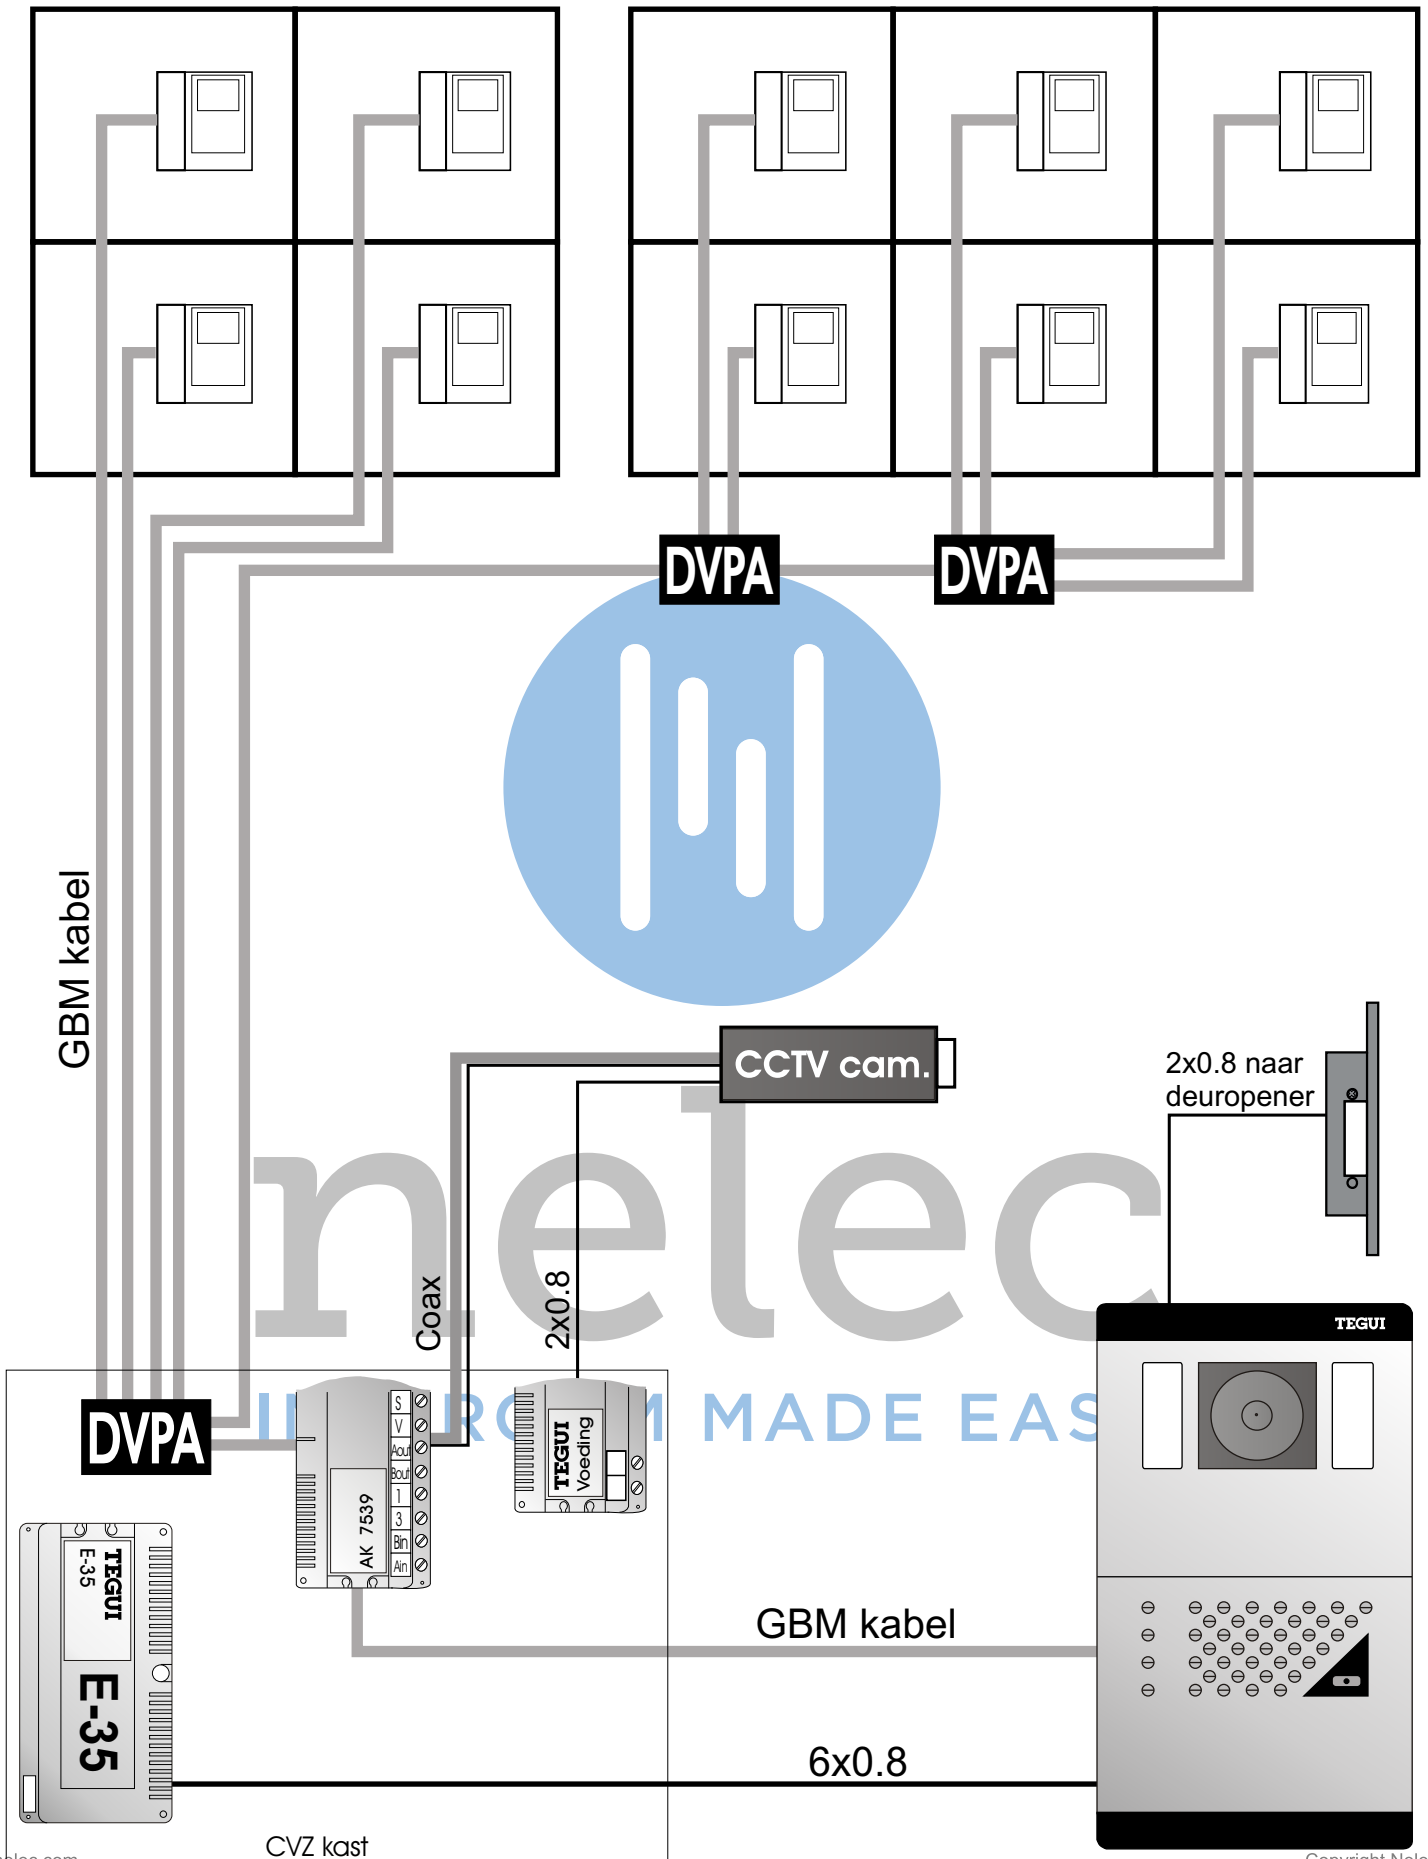 DVPA
DVPA
GBM kabel
CCTV cam.
2x0.8 naar
deuropener
nelec
Coax
2x0.8
TEGUI
MADE
DVPA
S
V
Aout
Bout
1
3
Bin
Ain
AK 7539
TEGUI
Voeding
TEGUI
E-35
E-35
GBM kabel
6x0.8
CVZ kast
Copyright